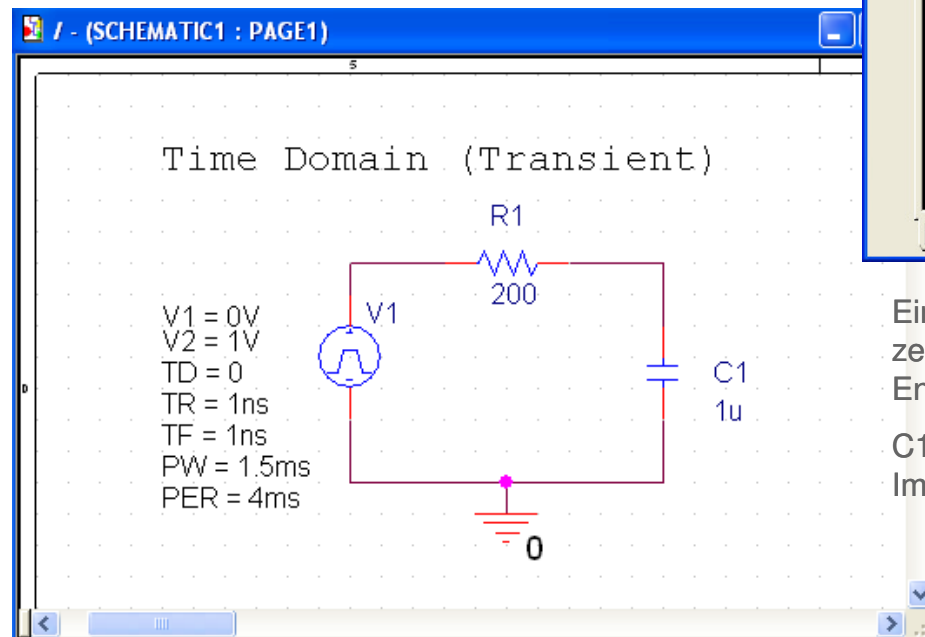 / - (SCHEMATIC1 : PAGE1)
5
Time Domain (Transient)
R1
200
V1
V1 = 0V
V2 = 1V
TD = 0
TR = 1ns
TF = 1ns
PW = 1.5ms
PER = 4ms
C1
1u
0
D
C1